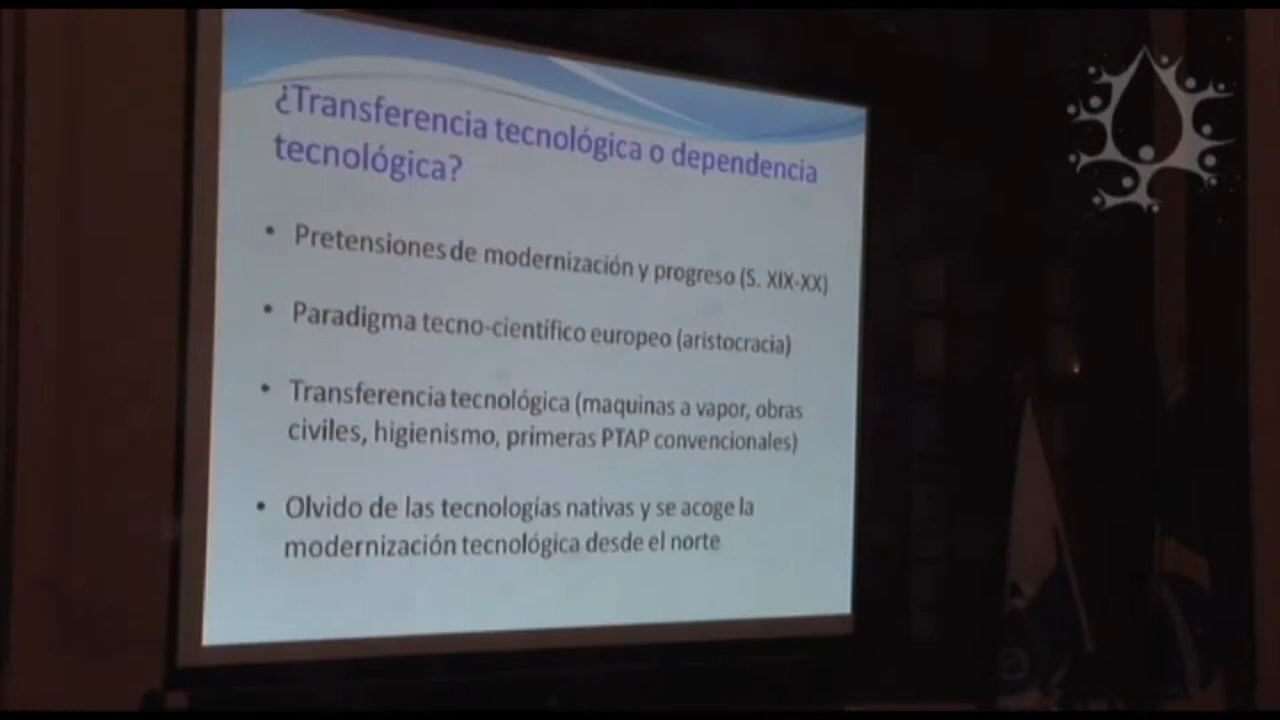 ¿Transferencia tecnológica o dependencia
tecnológica?
• Pretensiones de modernización y progreso (S. XIX-XX)
• Paradigma tecno-científico europeo (aristocracia)
• Transferencia tecnológica (maquinas a vapor, obras
civiles, higienismo, primeras PTAP convencionales)
• Olvido de las tecnologías nativas y se acoge la
modernización tecnológica desde el norte